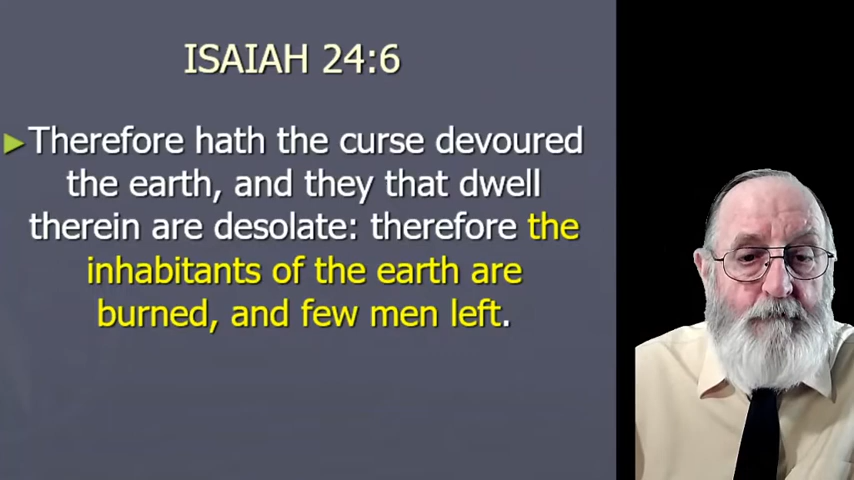 ISAIAH 24:6
Therefore hath the curse devoured
the earth, and they that dwell
therein are desolate: therefore the
inhabitants of the earth are
burned, and few men left.